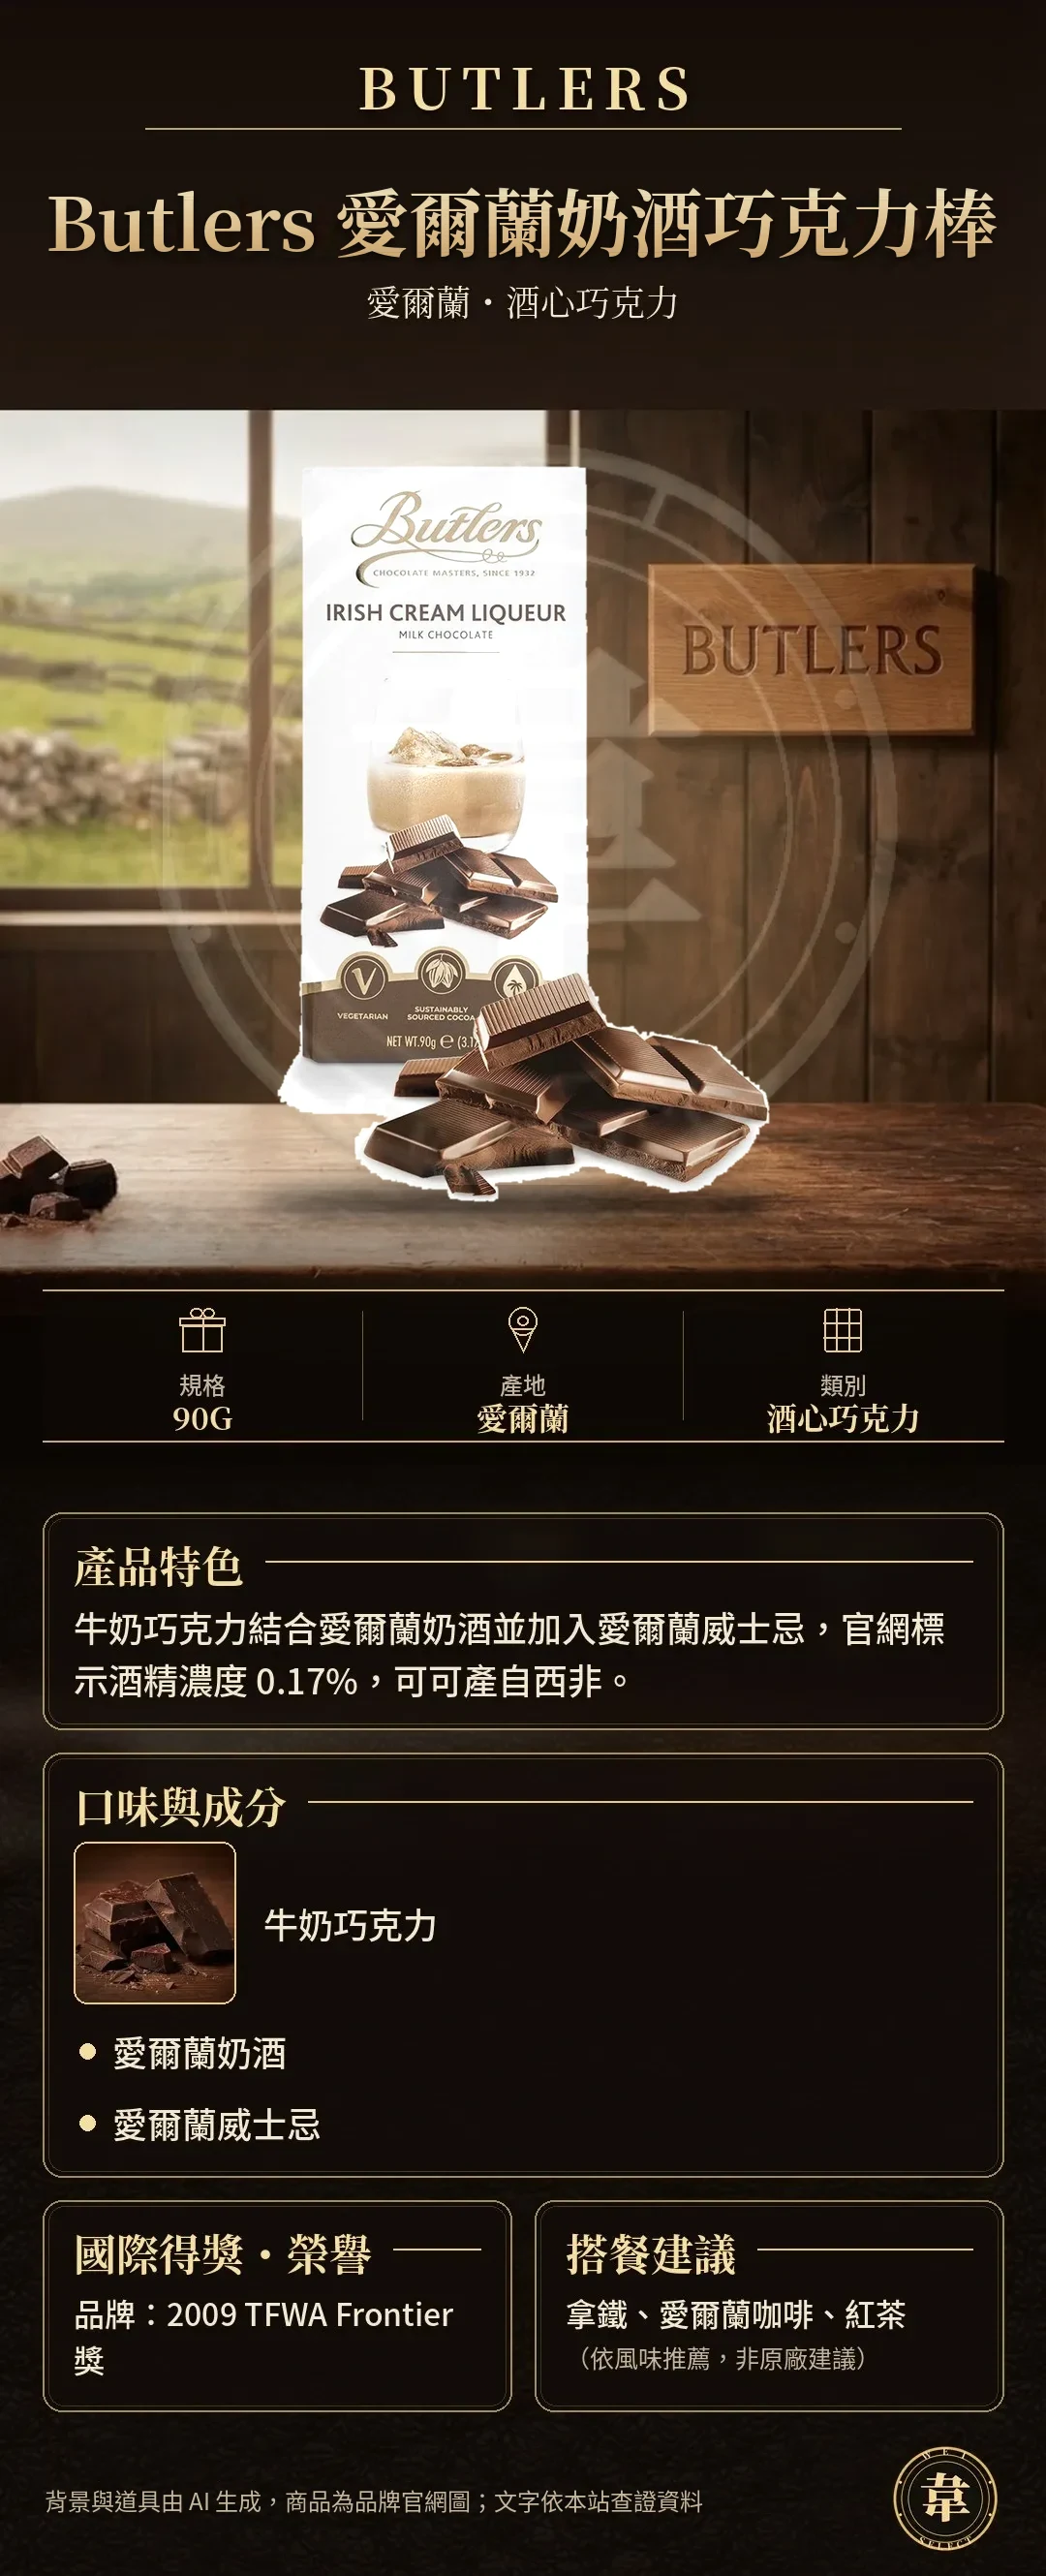 BUTLERS
Butlers 愛爾蘭奶酒巧克力棒
愛爾蘭・酒心巧克力
Butlers
CHOCOLATE MASTERS, SINCE 1932
IRISH CREAM LIQUEUR
MILK CHOCOLATE
BUTLERS
VEGETARIAN
SUSTAINABLY
SOURCED COCOA
NET WT.90g ℮ (3.1
規格
90G
產地
愛爾蘭
類別
酒心巧克力
產品特色
牛奶巧克力結合愛爾蘭奶酒並加入愛爾蘭威士忌，官網標
示酒精濃度 0.17%，可可產自西非。
口味與成分
牛奶巧克力
愛爾蘭奶酒
愛爾蘭威士忌
國際得獎・榮譽
品牌：2009 TFWA Frontier
獎
搭餐建議
拿鐵、愛爾蘭咖啡、紅茶
（依風味推薦，非原廠建議）
背景與道具由 AI 生成，商品為品牌官網圖；文字依本站查證資料
WEI
韋
SELECT